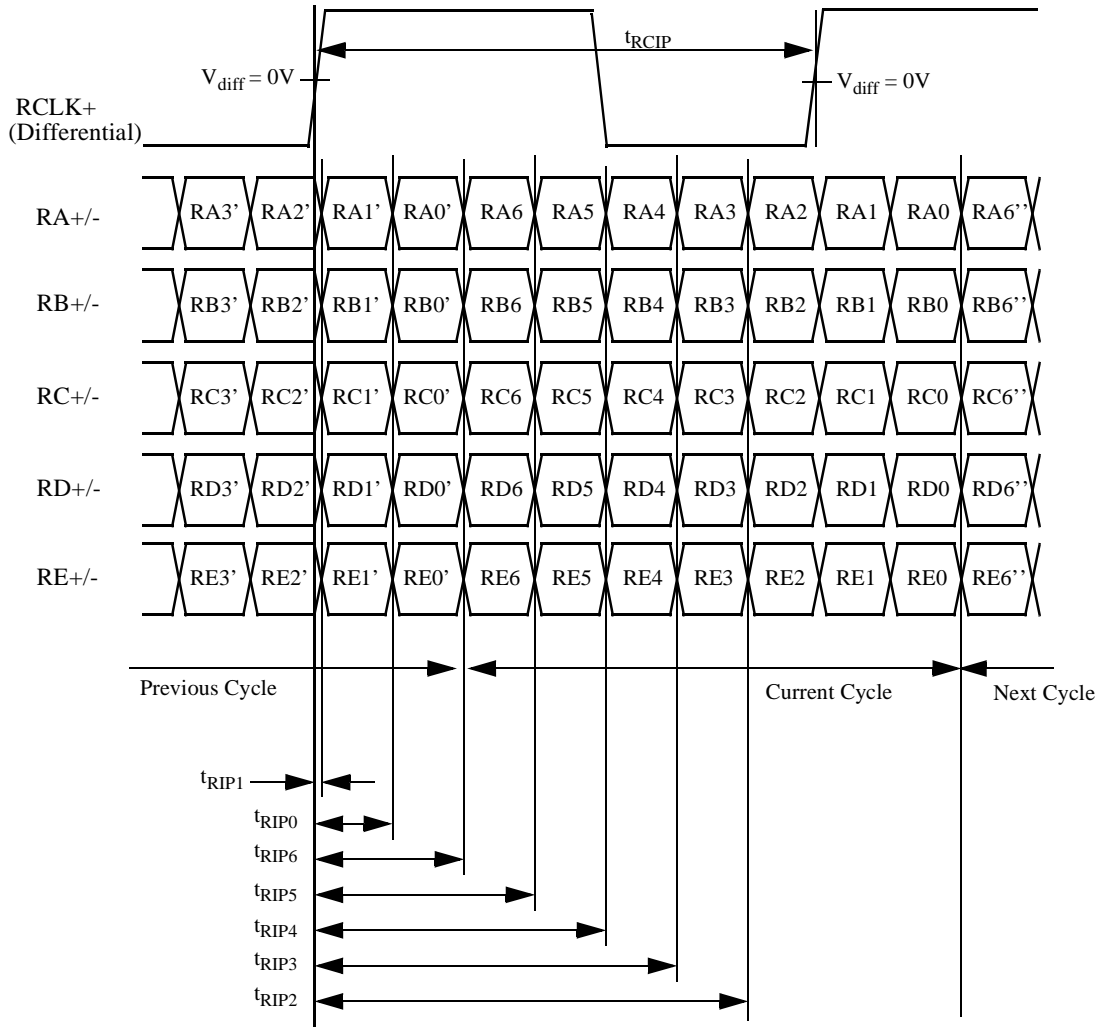 tRCIP
Vdiff = 0V
Vdiff = 0V
RCLK+
(Differential)
RA+/- RA3’ RA2’ RA1’ RA0’ RA6 RA5 RA4 RA3 RA2 RA1 RA0 RA6’’
RB+/- RB3’ RB2’ RB1’ RB0’ RB6 RB5 RB4 RB3 RB2 RB1 RB0 RB6’’
RC+/- RC3’ RC2’ RC1’ RC0’ RC6 RC5 RC4 RC3 RC2 RC1 RC0 RC6’’
RD+/- RD3’ RD2’ RD1’ RD0’ RD6 RD5 RD4 RD3 RD2 RD1 RD0 RD6’’
RE+/- RE3’ RE2’ RE1’ RE0’ RE6 RE5 RE4 RE3 RE2 RE1 RE0 RE6’’
Previous Cycle Current Cycle Next Cycle
tRIP1
tRIP0
tRIP6
tRIP5
tRIP4
tRIP3
tRIP2